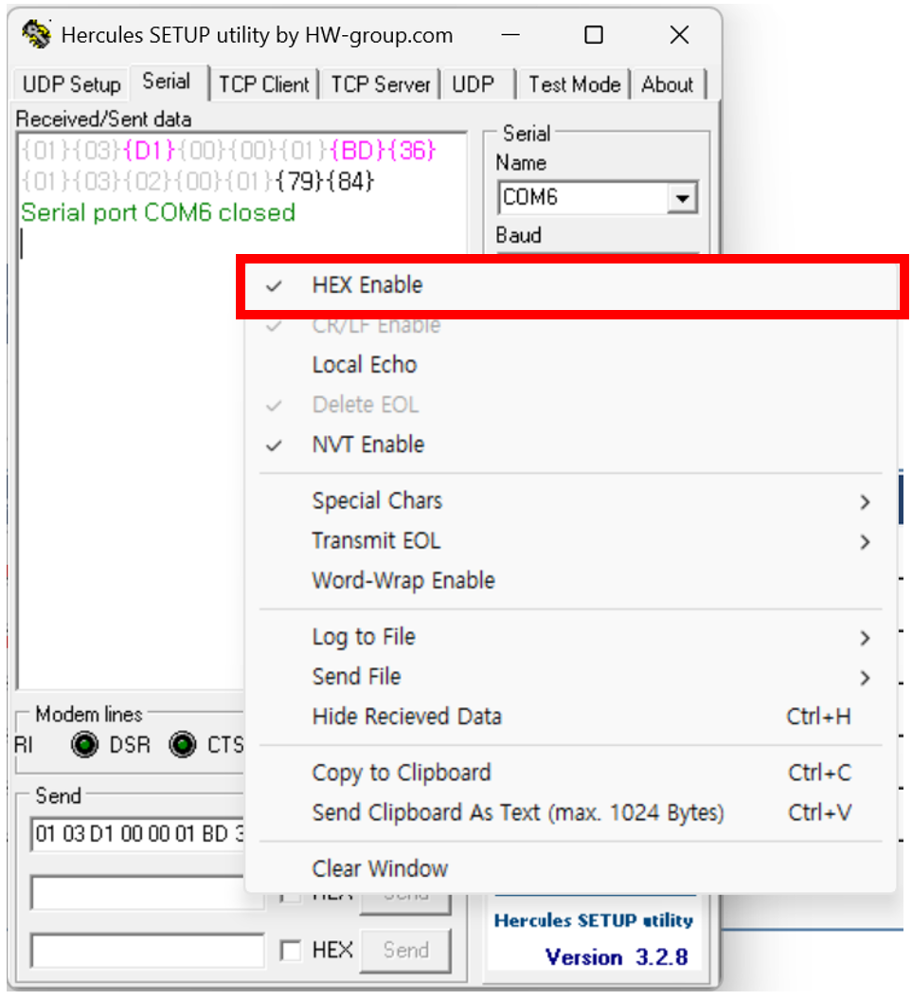 Hercules SETUP utility by HW-group.com
UDP Setup Serial TCP Client TCP Server UDP Test Mode About
Received/Sent data
{01}{03}{D1}{00}{00}{01}{BD}{36}
{01}{03}{02}{00}{01}{79}{84}
Serial port COM6 closed
Serial
Name
COM6
Baud
HEX Enable
CR/LF Enable
Local Echo
Delete EOL
NVT Enable
Special Chars
Transmit EOL
Word-Wrap Enable
Log to File
Send File
Hide Recieved Data Ctrl+H
Copy to Clipboard Ctrl+C
Send Clipboard As Text (max. 1024 Bytes) Ctrl+V
Clear Window
Modem lines
RI DSR CTS
Send
01 03 D1 00 00 01 BD 3
HEX Send
HEX Send
Hercules SETUP utility
Version 3.2.8